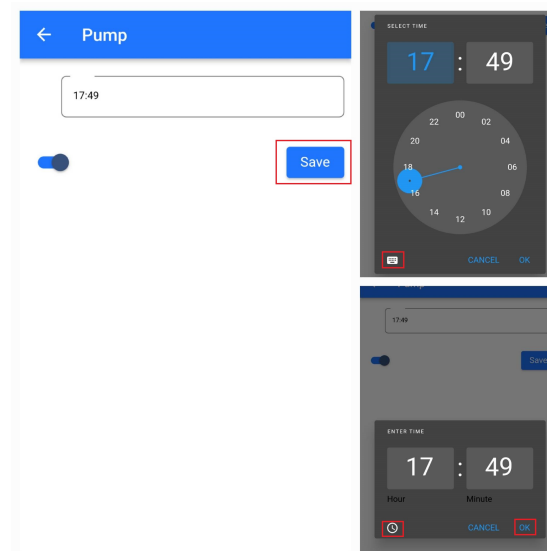 Pump
17:49
Save
SELECT TIME
17 : 49
00
22
02
20
04
18
06
16
08
14
10
12
CANCEL OK
17:49
Save
ENTER TIME
17 : 49
Hour Minute
CANCEL OK